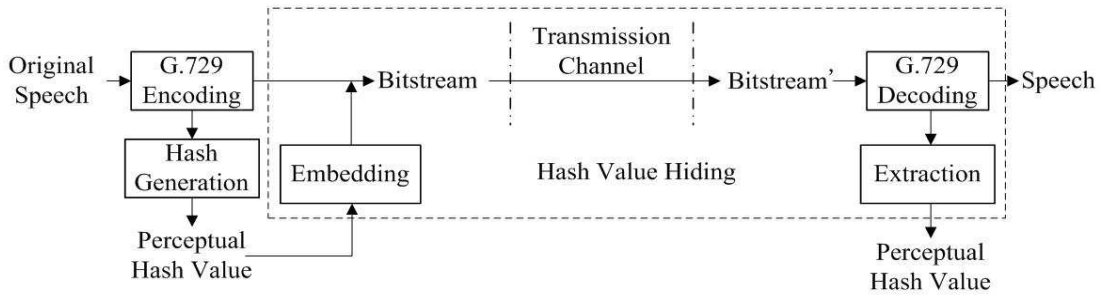 Original
Speech
G.729
Encoding
Bitstream
Transmission
Channel
Bitstream’
G.729
Decoding
Speech
Hash
Generation
Embedding
Hash Value Hiding
Extraction
Perceptual
Hash Value
Perceptual
Hash Value